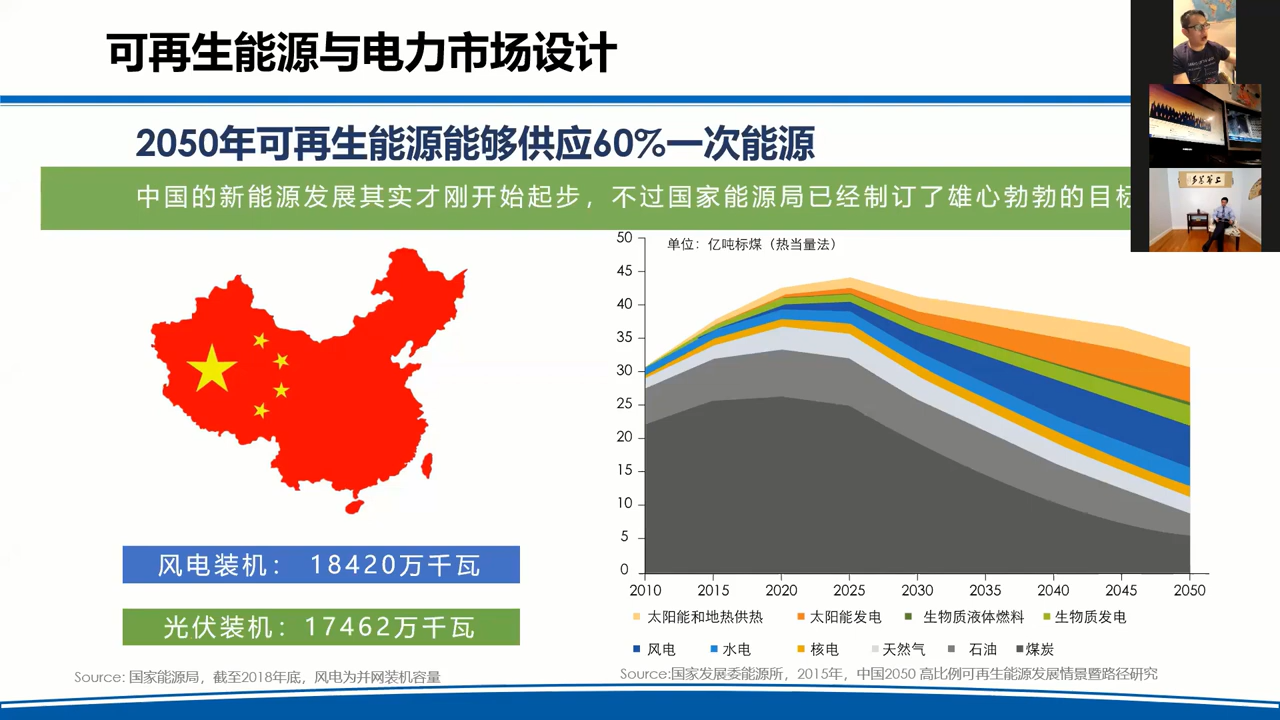 可再生能源与电力市场设计
2050年可再生能源能够供应60%一次能源
中国的新能源发展其实才刚开始起步，不过国家能源局已经制订了雄心勃勃的目标
单位：亿吨标煤（热当量法）
50
45
40
35
30
25
20
15
10
5
0
2010 2015 2020 2025 2030 2035 2040 2045 2050
太阳能和地热供热 太阳能发电 生物质液体燃料 生物质发电
风电 水电 核电 天然气 石油 煤炭
风电装机： 18420万千瓦
光伏装机：17462万千瓦
Source: 国家能源局，截至2018年底，风电为并网装机容量
Source:国家发展委能源所，2015年，中国2050 高比例可再生能源发展情景暨路径研究